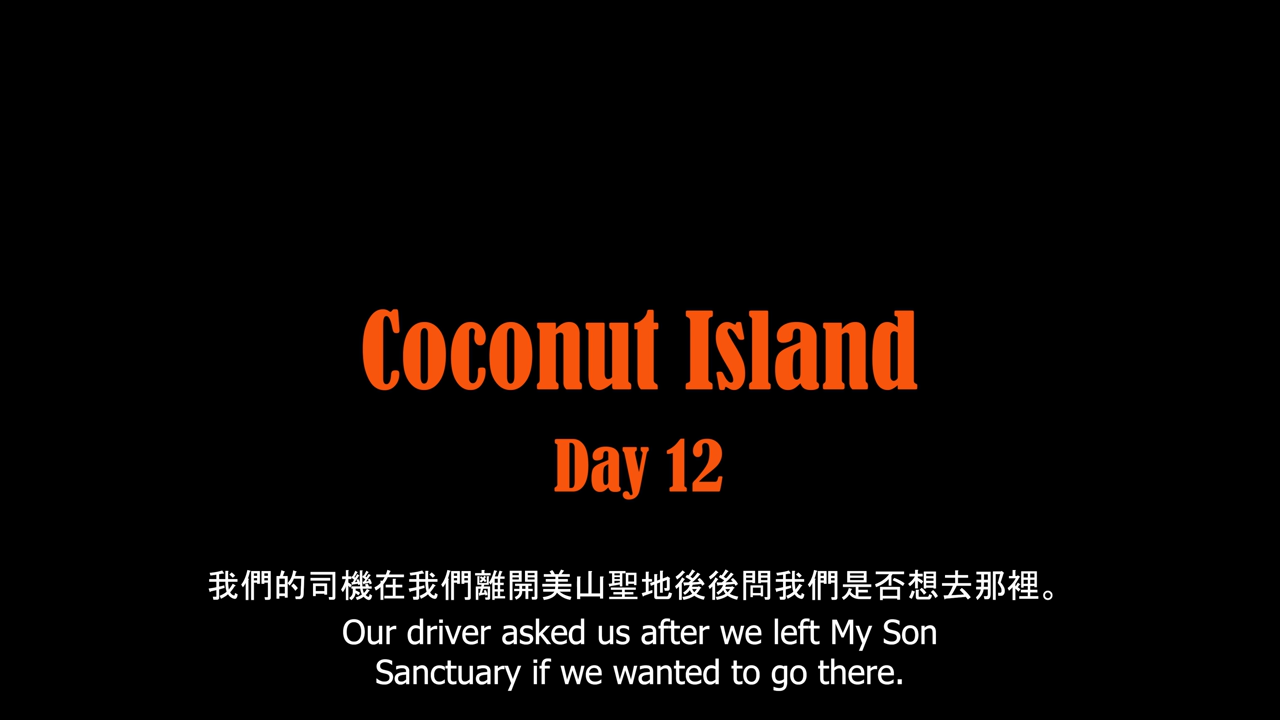 Coconut Island
Day 12
我們的司機在我們離開美山聖地後後問我們是否想去那裡。
Our driver asked us after we left My Son
Sanctuary if we wanted to go there.